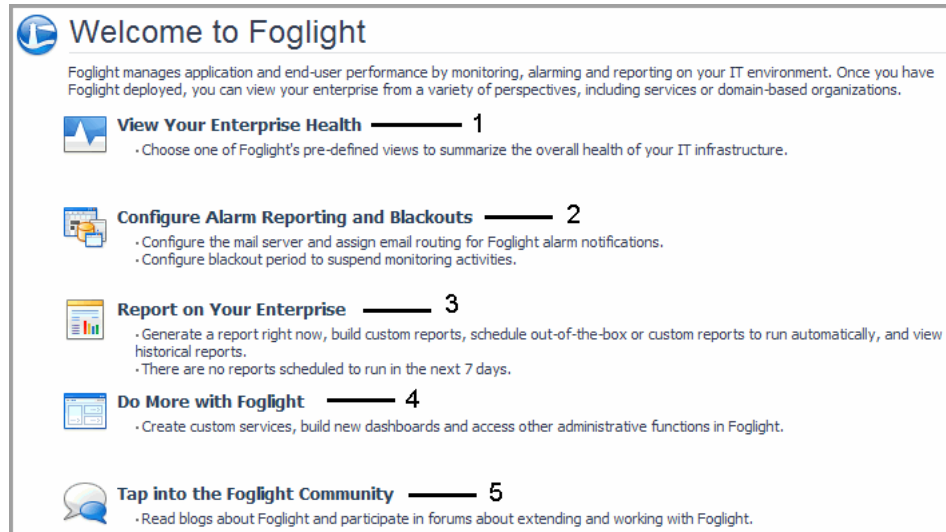 Welcome to Foglight
Foglight manages application and end-user performance by monitoring, alarming and reporting on your IT environment. Once you have
Foglight deployed, you can view your enterprise from a variety of perspectives, including services or domain-based organizations.
View Your Enterprise Health 1
· Choose one of Foglight's pre-defined views to summarize the overall health of your IT infrastructure.
Configure Alarm Reporting and Blackouts 2
· Configure the mail server and assign email routing for Foglight alarm notifications.
· Configure blackout period to suspend monitoring activities.
Report on Your Enterprise 3
· Generate a report right now, build custom reports, schedule out-of-the-box or custom reports to run automatically, and view
historical reports.
· There are no reports scheduled to run in the next 7 days.
Do More with Foglight 4
· Create custom services, build new dashboards and access other administrative functions in Foglight.
Tap into the Foglight Community 5
· Read blogs about Foglight and participate in forums about extending and working with Foglight.